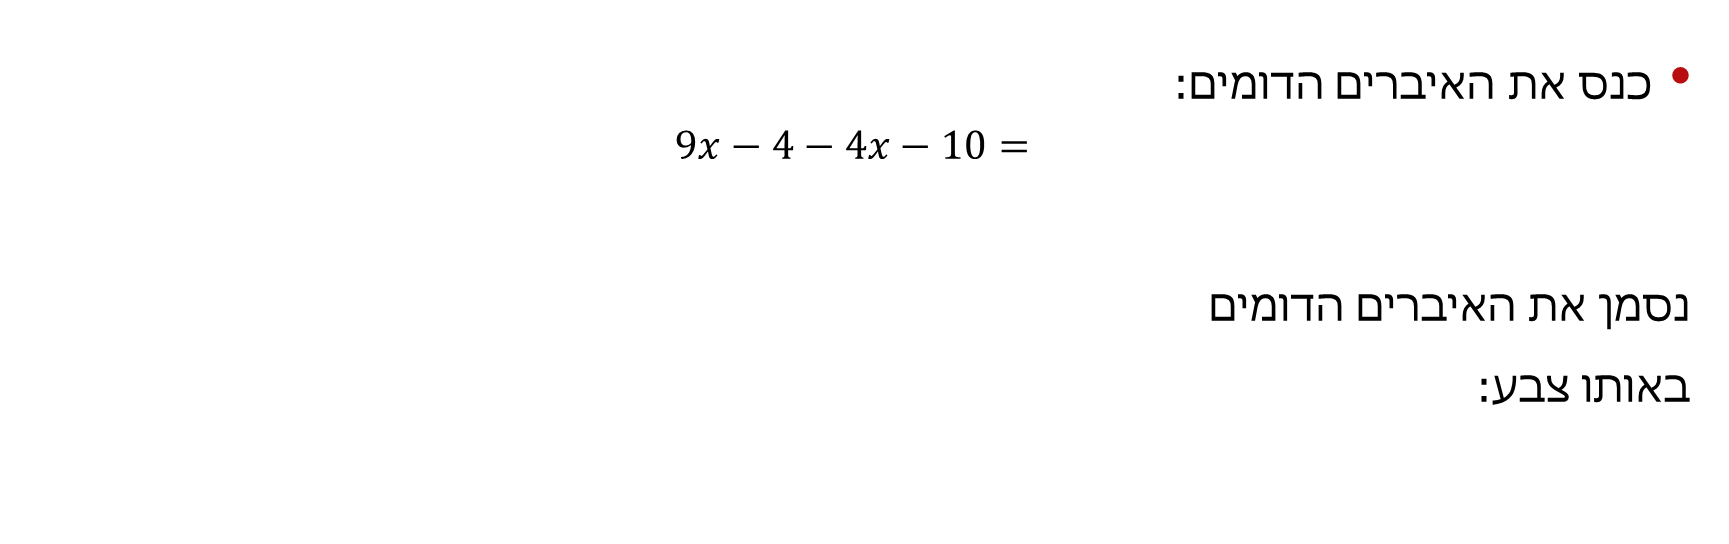 • כנס את האיברים הדומים:
9x − 4 − 4x − 10 =
נסמן את האיברים הדומים
באותו צבע: